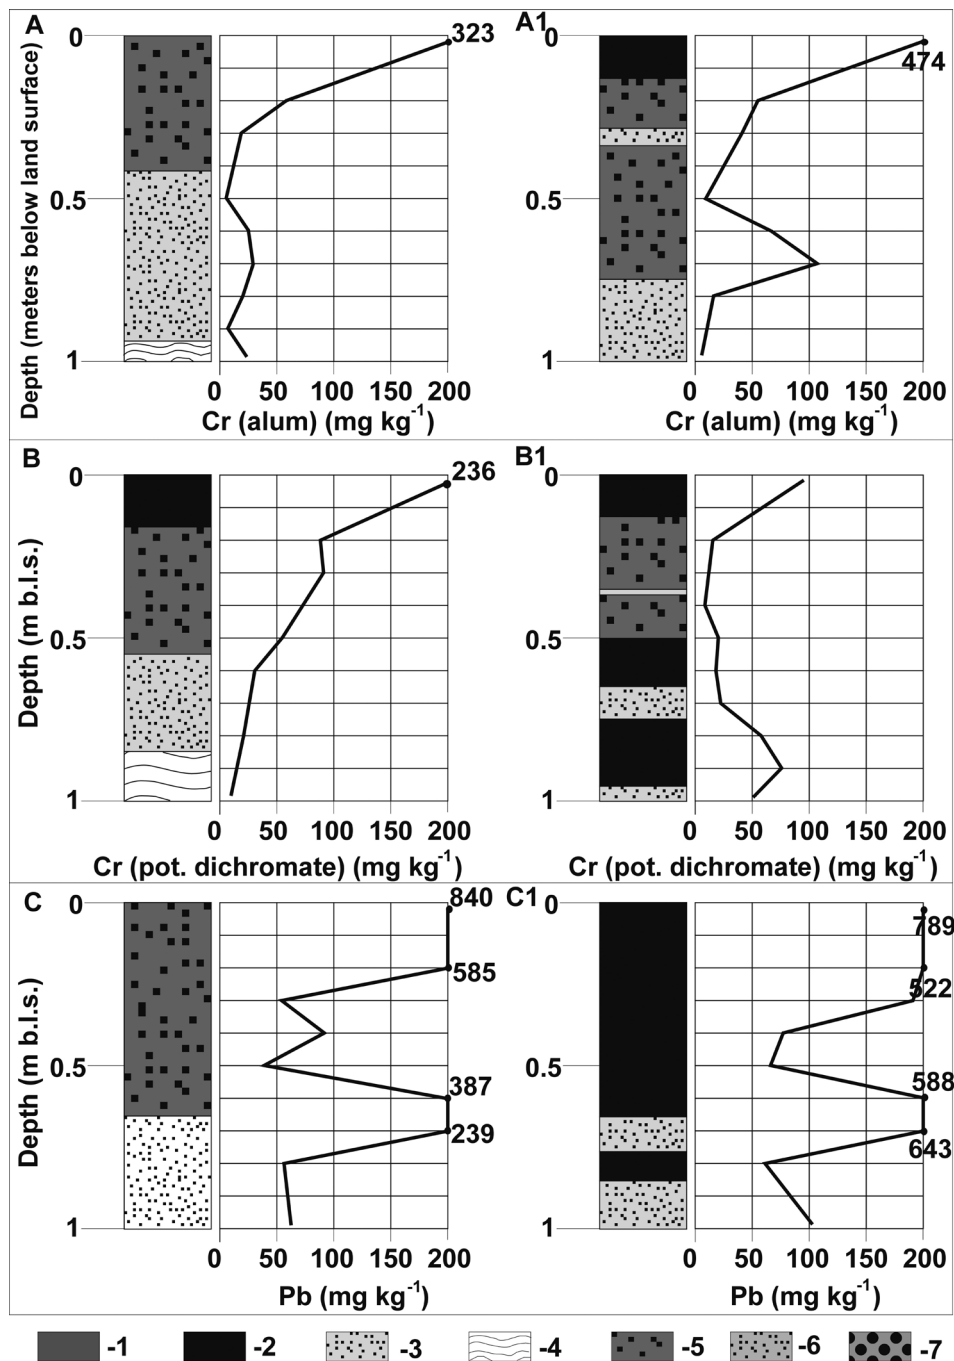 A
A1
0
323
0
474
0.5
0.5
1
1
Depth (meters below land surface)
0 50 100 150 200
0 50 100 150 200
Cr (alum) (mg kg-1)
Cr (alum) (mg kg-1)
B
B1
0
236
0
0.5
0.5
1
1
Depth (m b.l.s.)
0 50 100 150 200
0 50 100 150 200
Cr (pot. dichromate) (mg kg-1)
Cr (pot. dichromate) (mg kg-1)
C
C1
0
840
0
789
585
522
0.5
0.5
387
588
239
643
1
1
Depth (m b.l.s.)
0 50 100 150 200
0 50 100 150 200
Pb (mg kg-1)
Pb (mg kg-1)
-1 -2 -3 -4 -5 -6 -7